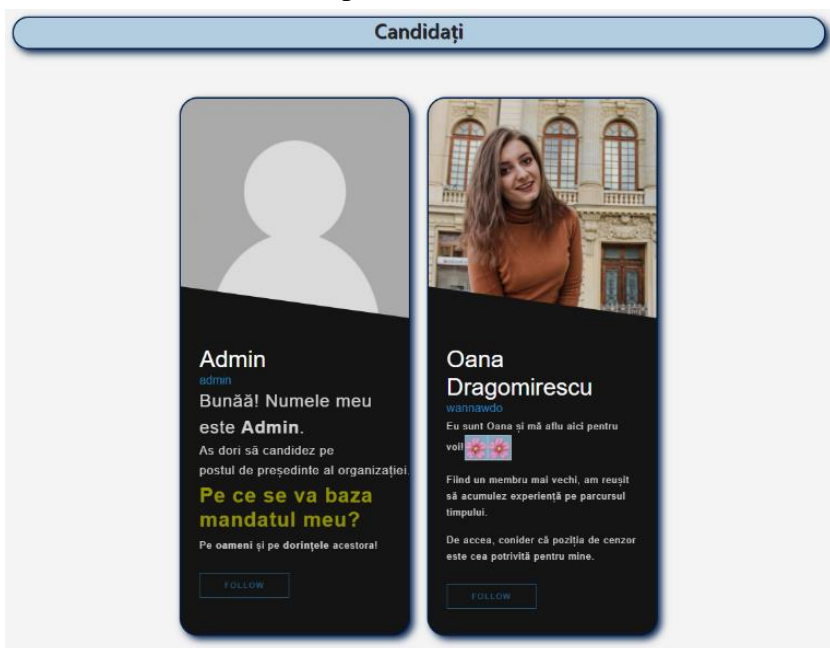 Candidați
Admin
admin
Bunăă! Numele meu
este Admin.
As dori să candidez pe
postul de președinte al organizației.
Pe ce se va baza
mandatul meu?
Pe oameni și pe dorințele acestora!
FOLLOW
Oana
Dragomirescu
wannawdo
Eu sunt Oana și mă aflu aici pentru
voi!
Fiind un membru mai vechi, am reușit
să acumulez experiență pe parcursul
timpului.
De accea, conider că poziția de cenzor
este cea potrivită pentru mine.
FOLLOW